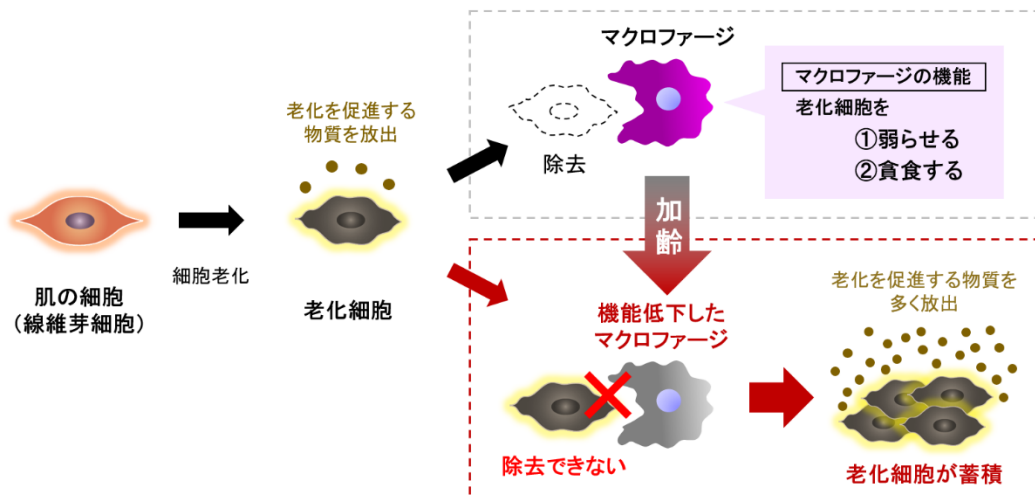 肌の細胞
（線維芽細胞）
細胞老化
老化を促進する
物質を放出
老化細胞
マクロファージ
除去
マクロファージの機能
老化細胞を
①弱らせる
②貪食する
加
齢
機能低下した
マクロファージ
除去できない
老化を促進する物質を
多く放出
老化細胞が蓄積